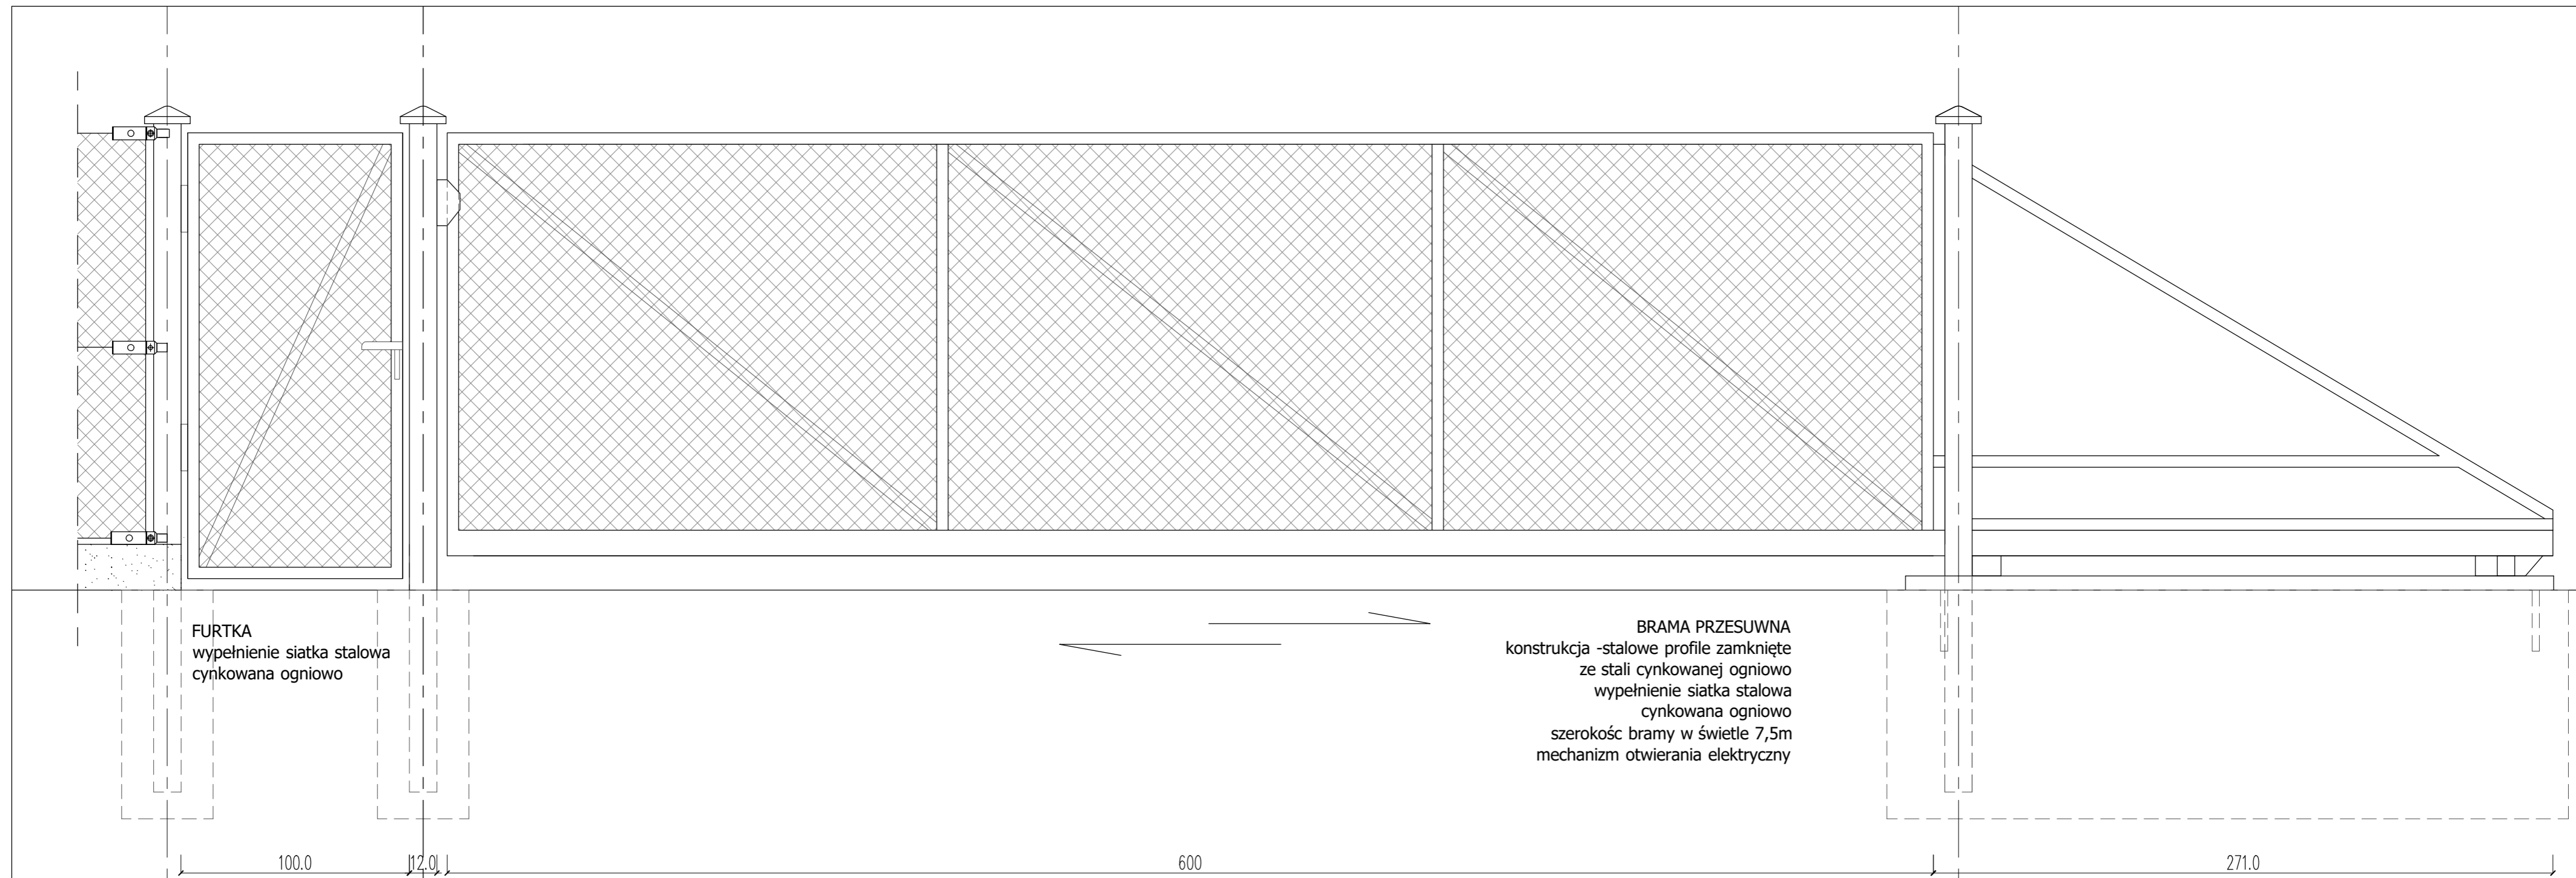 FURTKA
wypełnienie siatka stalowa
cynkowana ogniowo
BRAMA PRZESUWNA
konstrukcja -stalowe profile zamknięte
ze stali cynkowanej ogniowo
wypełnienie siatka stalowa
cynkowana ogniowo
szerokośc bramy w świetle 7,5m
mechanizm otwierania elektryczny
100.0
12.0
600
271.0